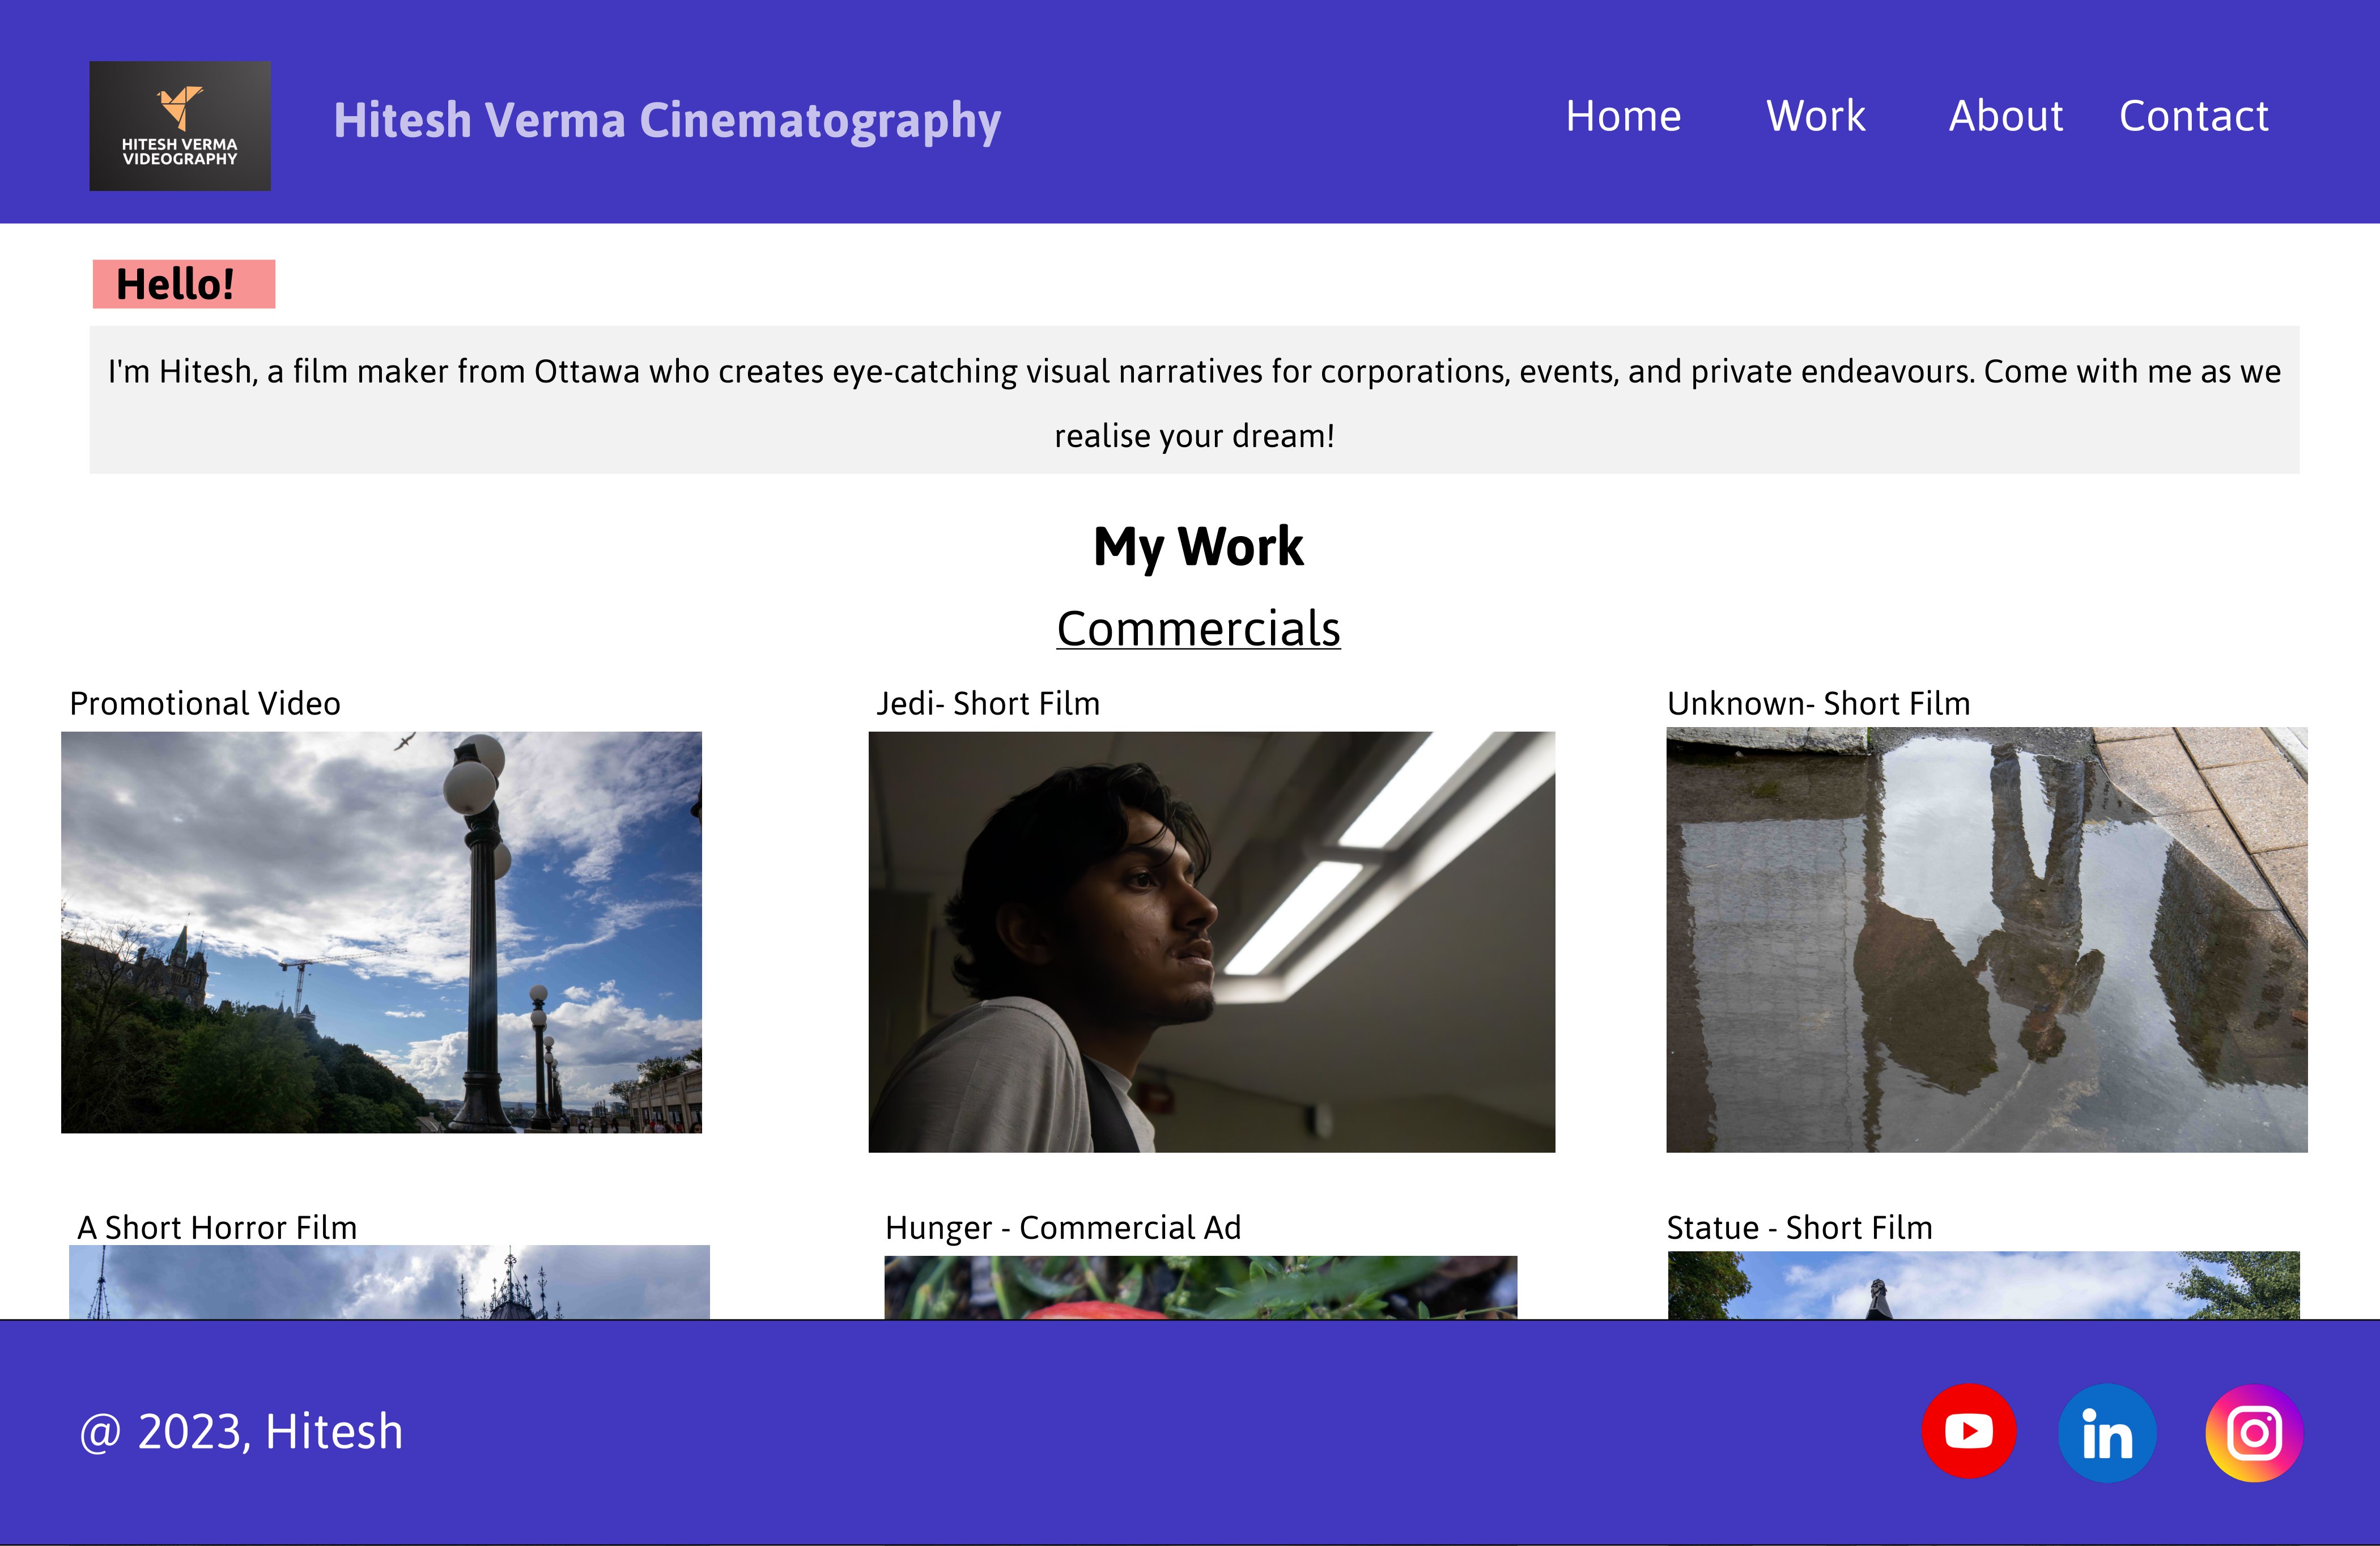 HITESH VERMA
VIDEOGRAPHY
Hitesh Verma Cinematography
Home
Work
About
Contact
Hello!
I'm Hitesh, a film maker from Ottawa who creates eye-catching visual narratives for corporations, events, and private endeavours. Come with me as we
realise your dream!
My Work
Commercials
Promotional Video
Jedi- Short Film
Unknown- Short Film
A Short Horror Film
Hunger - Commercial Ad
Statue - Short Film
@ 2023, Hitesh
in